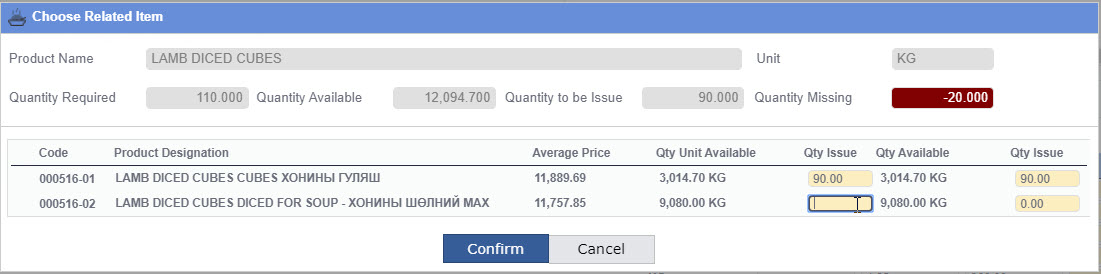 Choose Related Item
Product Name LAMB DICED CUBES Unit KG
Quantity Required 110.000 Quantity Available 12,094.700 Quantity to be Issue 90.000 Quantity Missing -20.000
Code Product Designation Average Price Qty Unit Available Qty Issue Qty Available Qty Issue
000516-01 LAMB DICED CUBES CUBES ХОНИНЫ ГУЛЯШ 11,889.69 3,014.70 KG 90.00 3,014.70 KG 90.00
000516-02 LAMB DICED CUBES DICED FOR SOUP - ХОНИНЫ ШӨЛНИЙ МАХ 11,757.85 9,080.00 KG 9,080.00 KG 0.00
Confirm Cancel